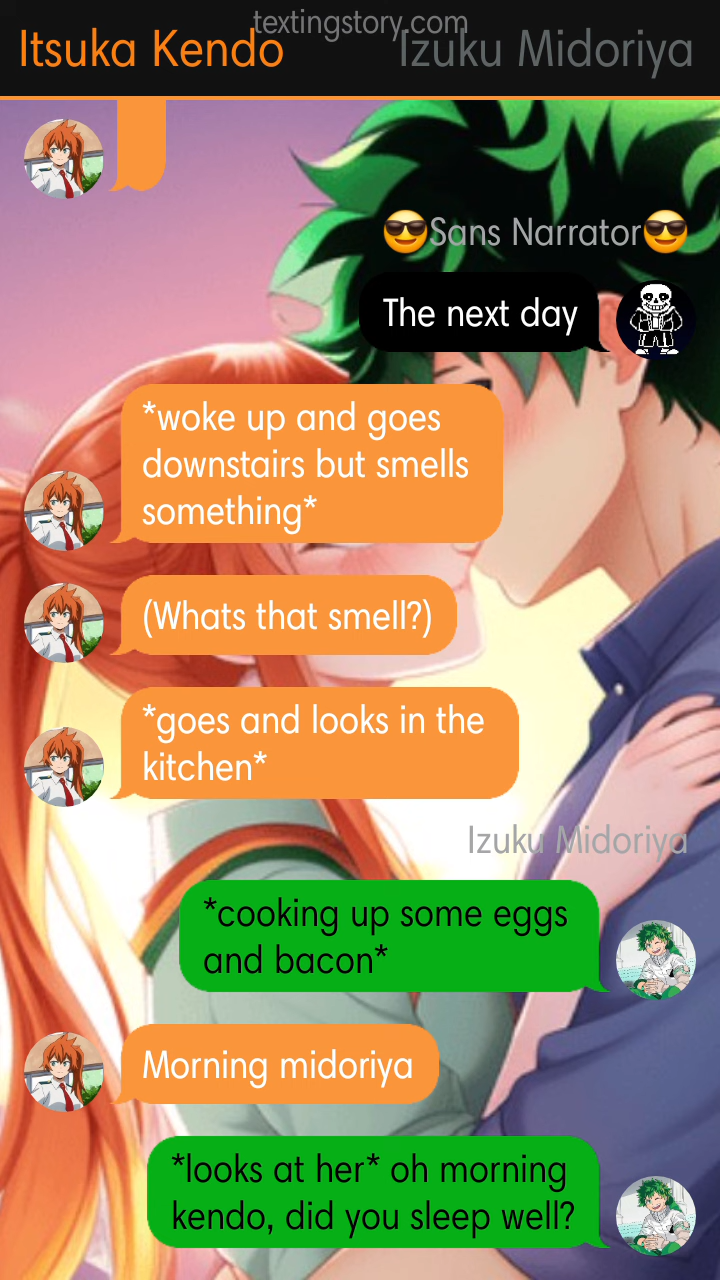 textingstory.com
Itsuka Kendo
Izuku Midoriya
😎Sans Narrator😎
The next day
*woke up and goes
downstairs but smells
something*
(Whats that smell?)
*goes and looks in the
kitchen*
Izuku Midoriya
*cooking up some eggs
and bacon*
Morning midoriya
*looks at her* oh morning
kendo, did you sleep well?